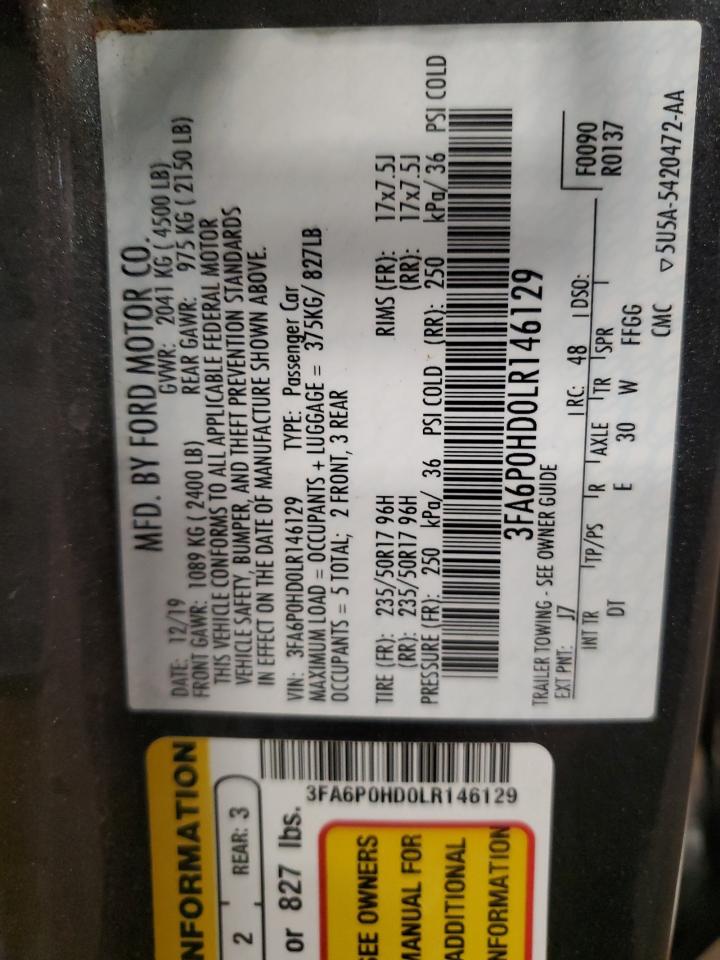 MFD. BY FORD MOTOR CO.
DATE: 12/19 GVWR: 2041 KG ( 4500 LB)
FRONT GAWR: 1089 KG ( 2400 LB) REAR GAWR: 975 KG ( 2150 LB)
THIS VEHICLE CONFORMS TO ALL APPLICABLE FEDERAL MOTOR
VEHICLE SAFETY, BUMPER, AND THEFT PREVENTION STANDARDS
IN EFFECT ON THE DATE OF MANUFACTURE SHOWN ABOVE.
VIN: 3FA6P0HD0LR146129 TYPE: Passenger Car
MAXIMUM LOAD = OCCUPANTS + LUGGAGE = 375KG/ 827LB
OCCUPANTS = 5 TOTAL; 2 FRONT, 3 REAR
TIRE (FR): 235/50R17 96H RIMS (FR): 17x7.5J
(RR): 235/50R17 96H (RR): 17x7.5J
PRESSURE (FR): 250 kPa/ 36 PSI COLD (RR): 250 kPa/ 36 PSI COLD
3FA6P0HD0LR146129
TRAILER TOWING - SEE OWNER GUIDE
EXT PNT: J7 RC: 48 DSO: F0090
INT TR TP/PS R AXLE TR SPR R0137
DT E 30 W FFGG
CMC ▽ 5U5A-5420472-AA
NFORMATION
2 REAR: 3
or 827 lbs.
3FA6P0HD0LR146129
SEE OWNERS
MANUAL FOR
ADDITIONAL
INFORMATION